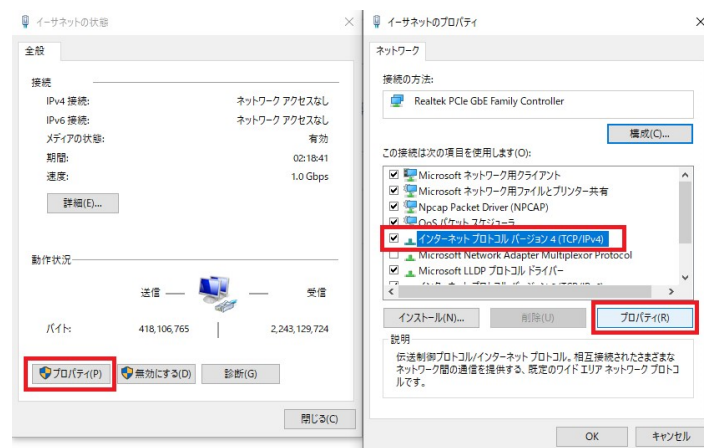 イーサネットの状態
全般
接続
IPv4 接続: ネットワーク アクセスなし
IPv6 接続: ネットワーク アクセスなし
メディアの状態: 有効
期間: 02:18:41
速度: 1.0 Gbps
詳細(E)...
動作状況
送信 — — 受信
バイト: 418,106,765 2,243,129,724
プロパティ(P) 無効にする(D) 診断(G)
閉じる(C)
イーサネットのプロパティ
ネットワーク
接続の方法:
Realtek PCIe GbE Family Controller
構成(C)...
この接続は次の項目を使用します(O):
Microsoft ネットワーク用クライアント
Microsoft ネットワーク用ファイルとプリンター共有
Npcap Packet Driver (NPCAP)
QoS パケット スケジューラ
インターネット プロトコル バージョン 4 (TCP/IPv4)
Microsoft Network Adapter Multiplexor Protocol
Microsoft LLDP プロトコル ドライバー
インストール(N)... 削除(U) プロパティ(R)
説明
伝送制御プロトコル/インターネット プロトコル。相互接続されたさまざまな
ネットワーク間の通信を提供する、既定のワイド エリア ネットワーク プロトコ
ルです。
OK キャンセル